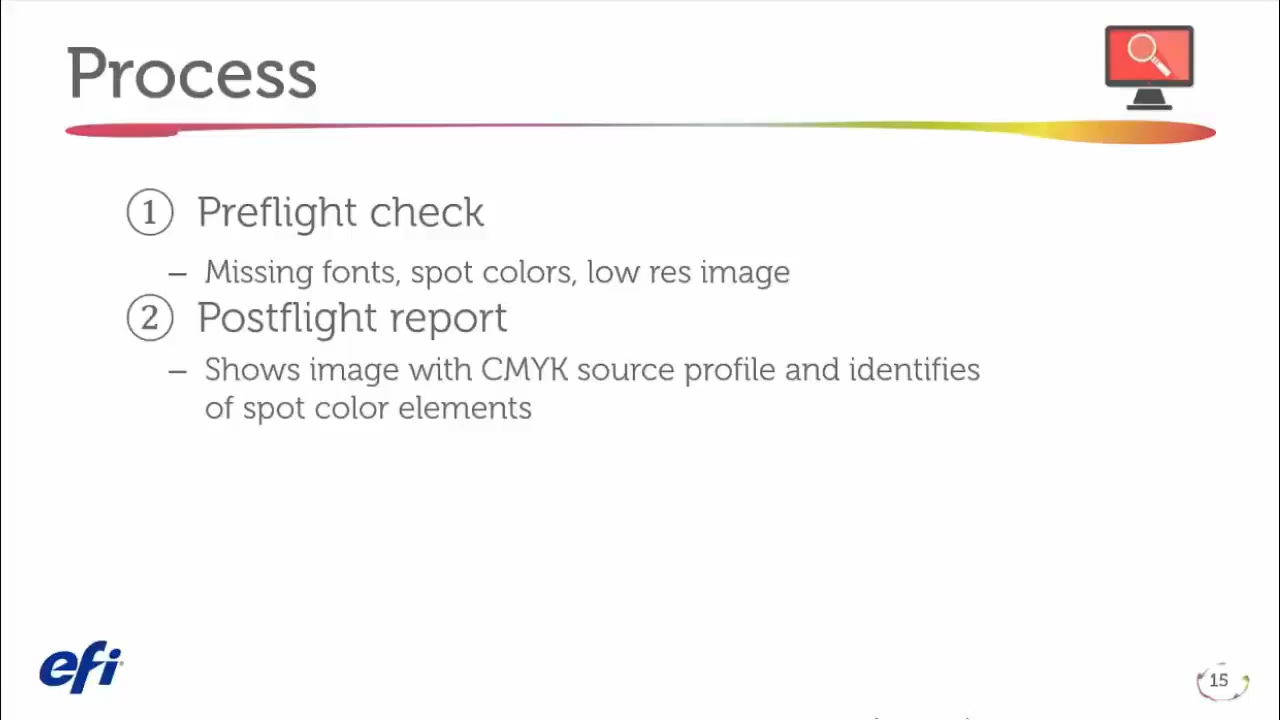 Process
① Preflight check
– Missing fonts, spot colors, low res image
② Postflight report
– Shows image with CMYK source profile and identifies
of spot color elements
efi
15